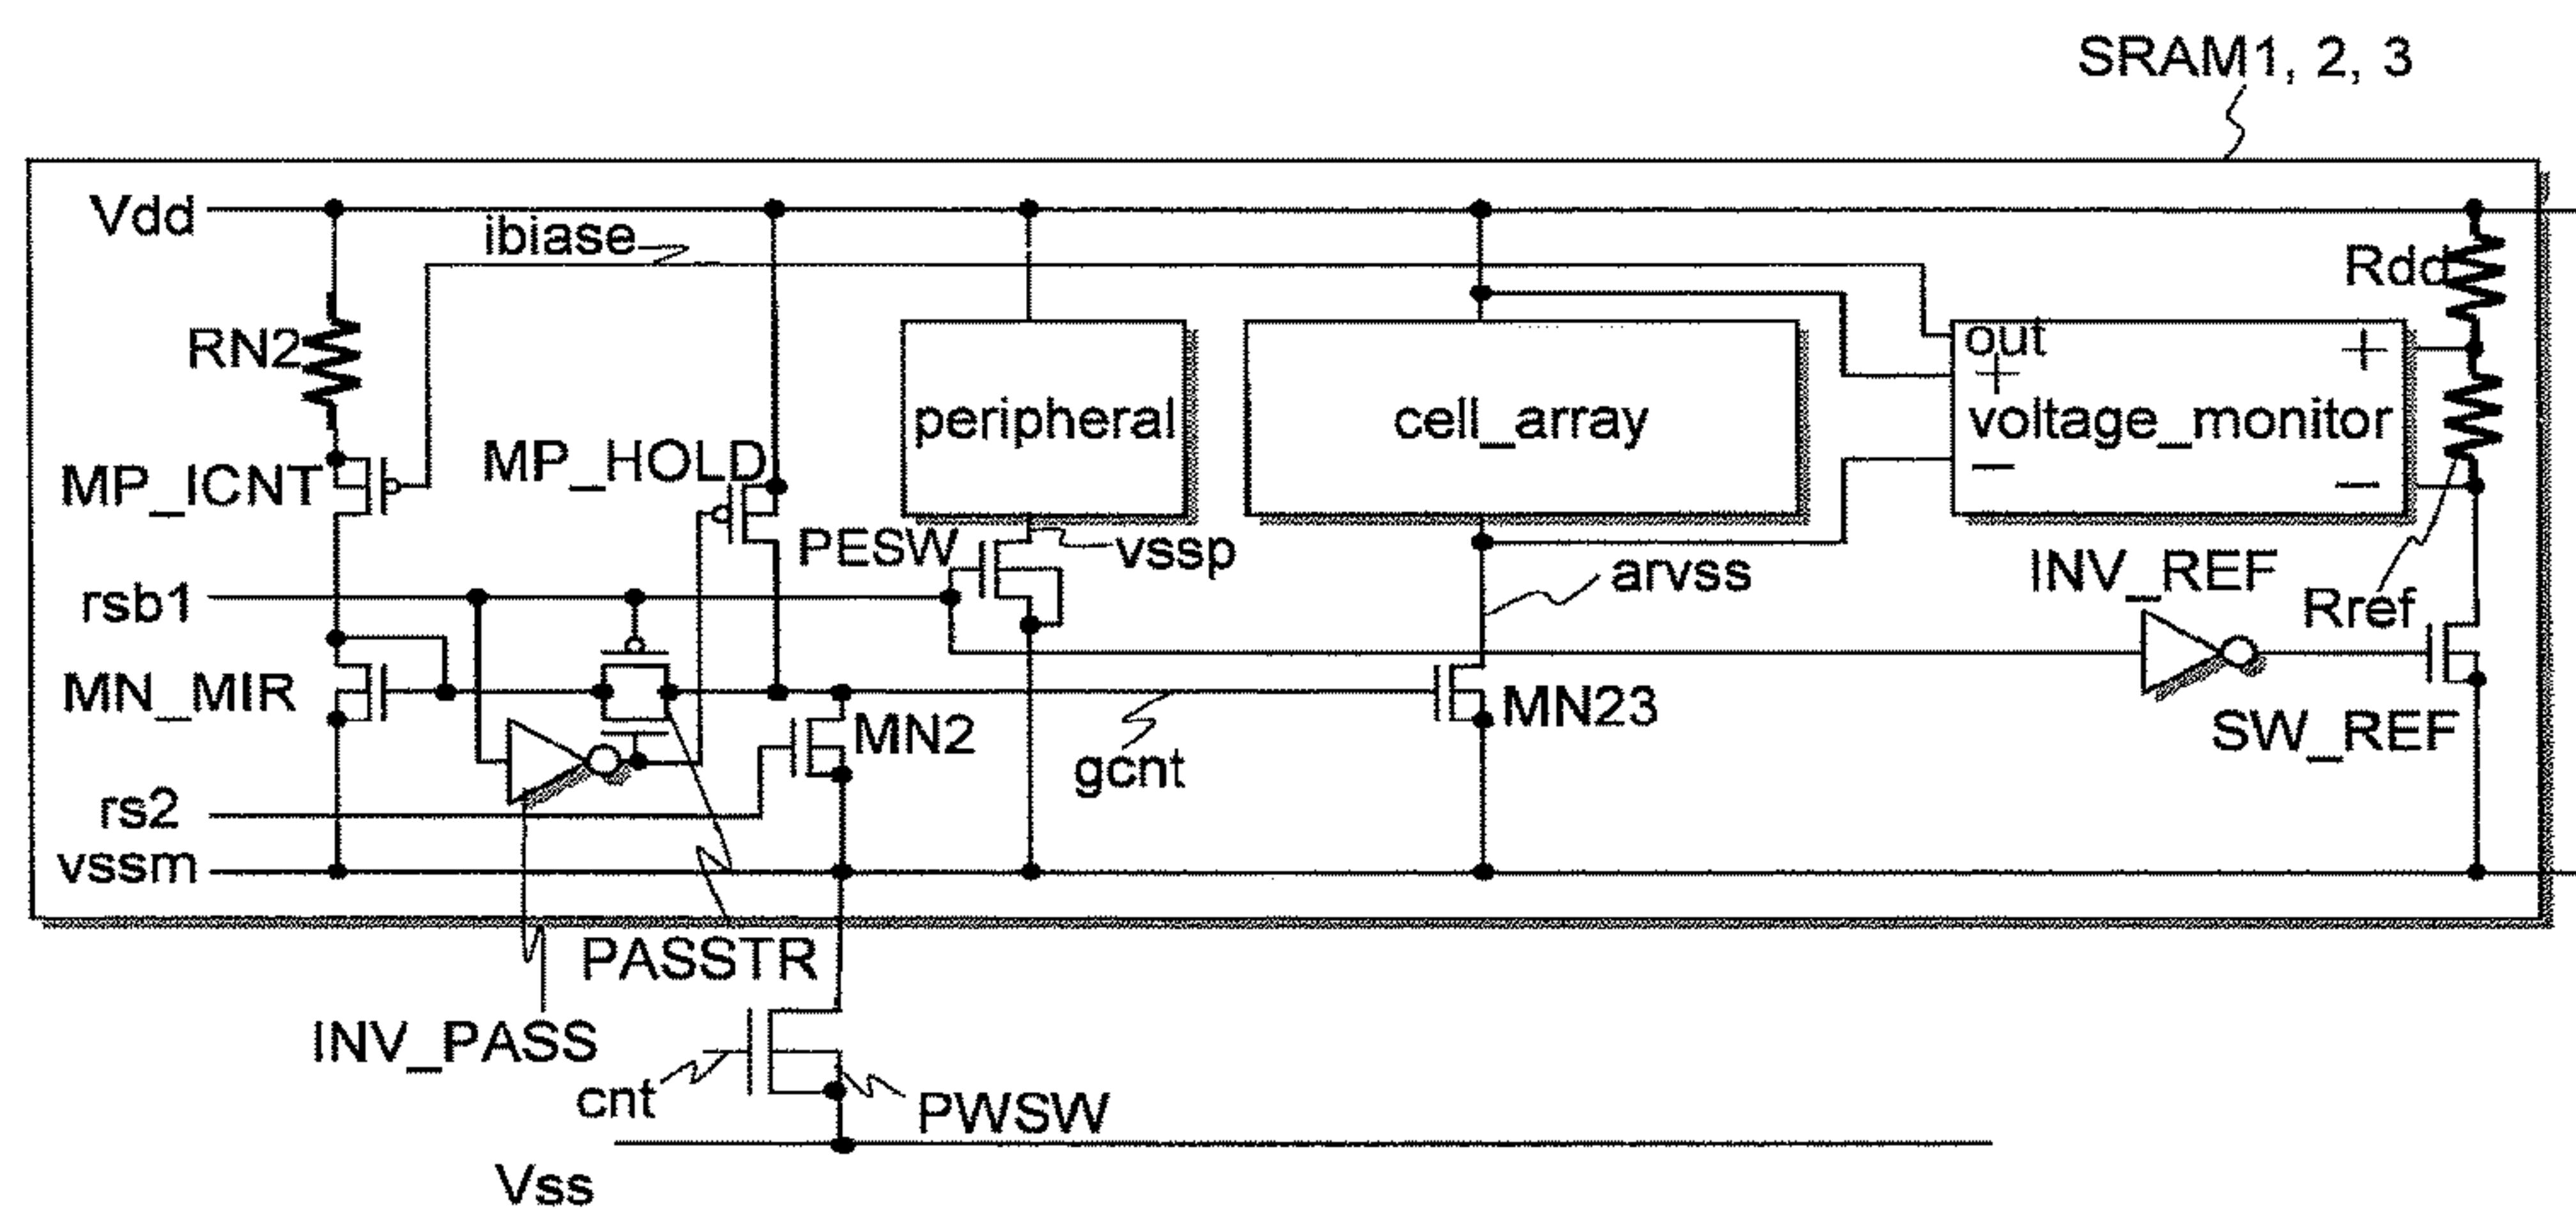 SRAM1, 2, 3
Vdd
ibiase
Rdd
RN2
out
+
+
peripheral
cell_array
voltage_monitor
MP_ICNT
MP_HOLD
−
−
PESW
vssp
arvss
INV_REF
Rref
rsb1
MN_MIR
MN2
MN23
SW_REF
gcnt
rs2
vssm
PASSTR
INV_PASS
cnt
PWSW
Vss